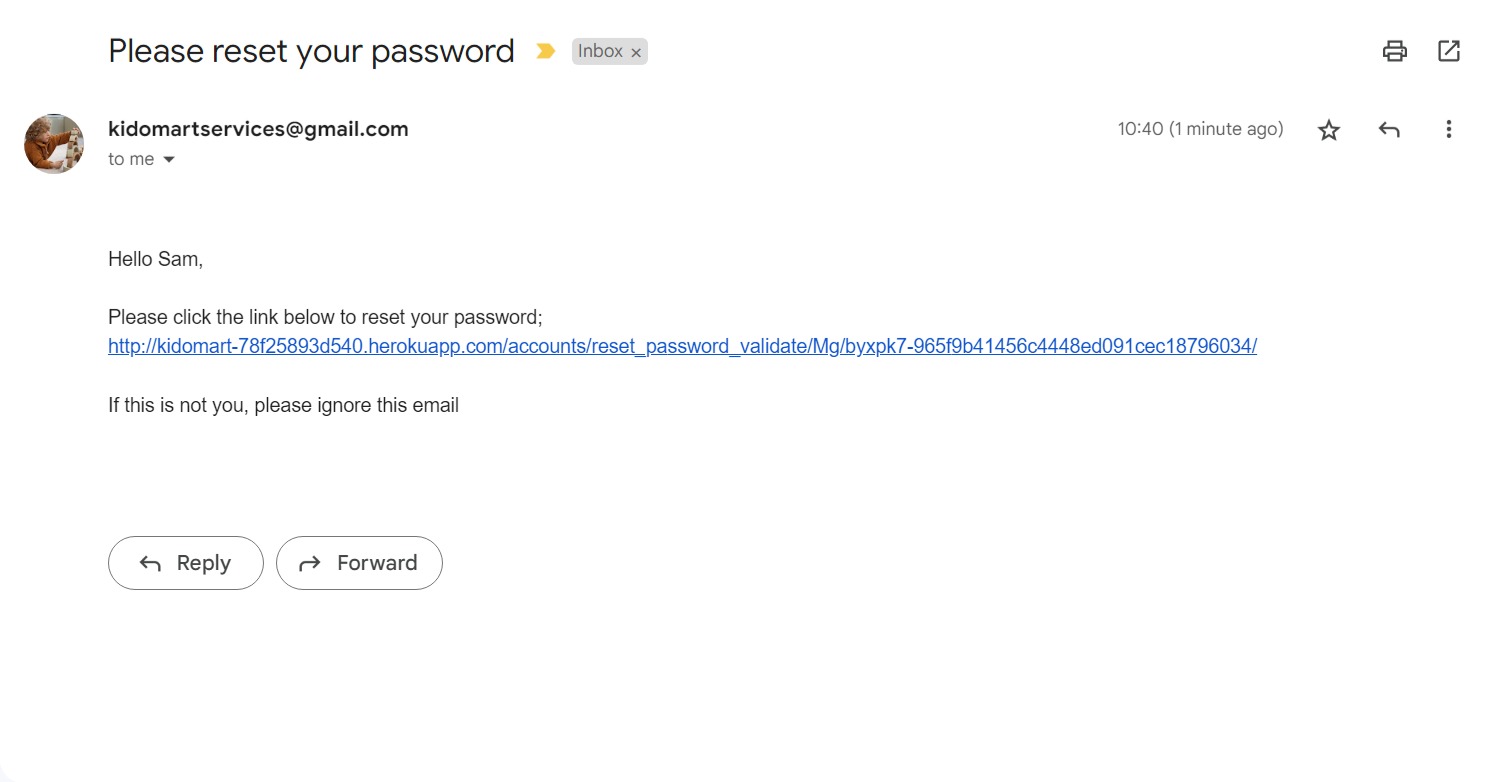 Please reset your password
Inbox ×
kidomartservices@gmail.com
10:40 (1 minute ago)
to me
Hello Sam,
Please click the link below to reset your password;
http://kidomart-78f25893d540.herokuapp.com/accounts/reset_password_validate/Mg/byxpk7-965f9b41456c4448ed091cec18796034/
If this is not you, please ignore this email
Reply
Forward